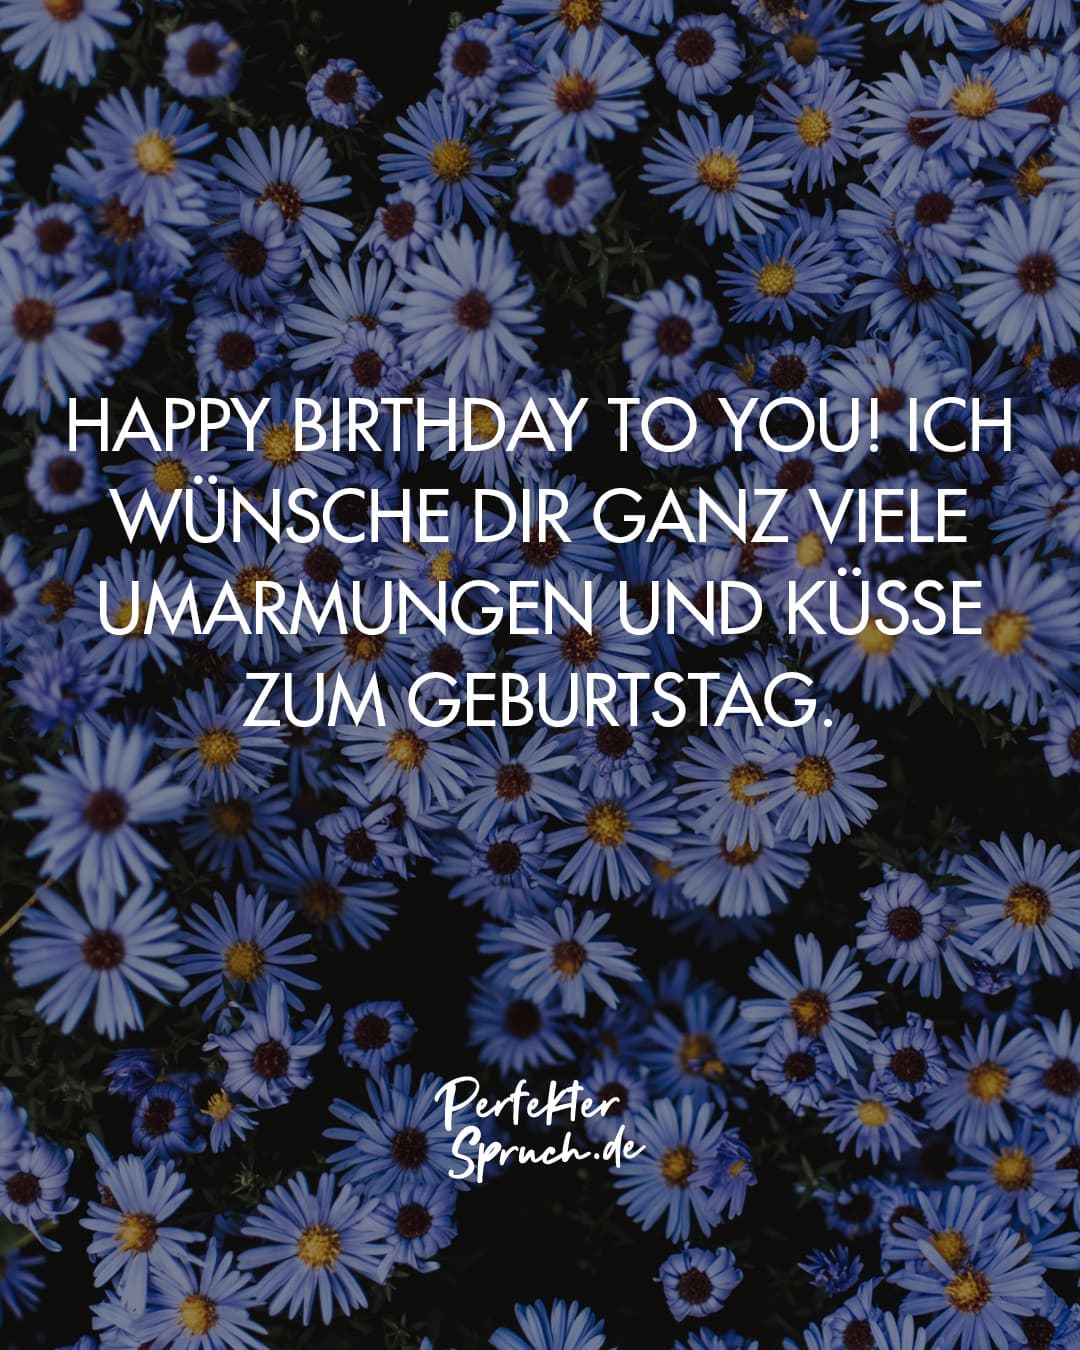 HAPPY BIRTHDAY TO YOU! ICH
WÜNSCHE DIR GANZ VIELE
UMARMUNGEN UND KÜSSE
ZUM GEBURTSTAG.
Perfekter
Spruch.de